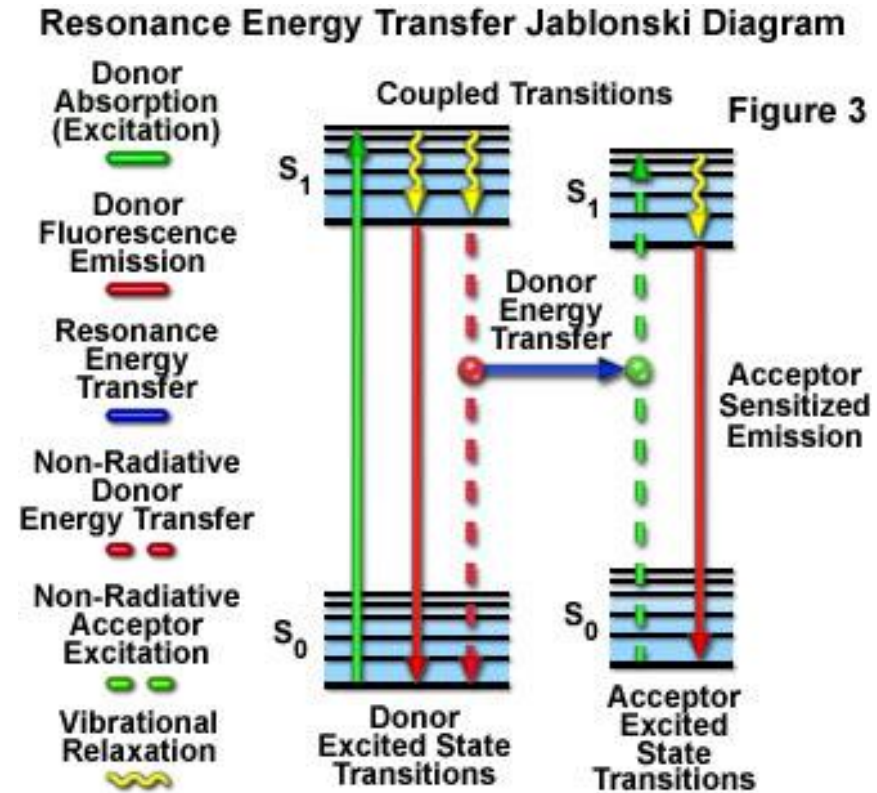 Resonance Energy Transfer Jablonski Diagram
Donor
Absorption
(Excitation)
Donor
Fluorescence
Emission
Resonance
Energy
Transfer
Non-Radiative
Donor
Energy Transfer
Non-Radiative
Acceptor
Excitation
Vibrational
Relaxation
Coupled Transitions
Figure 3
S1
S1
Donor
Energy
Transfer
Acceptor
Sensitized
Emission
S0
S0
Donor
Excited State
Transitions
Acceptor
Excited
State
Transitions